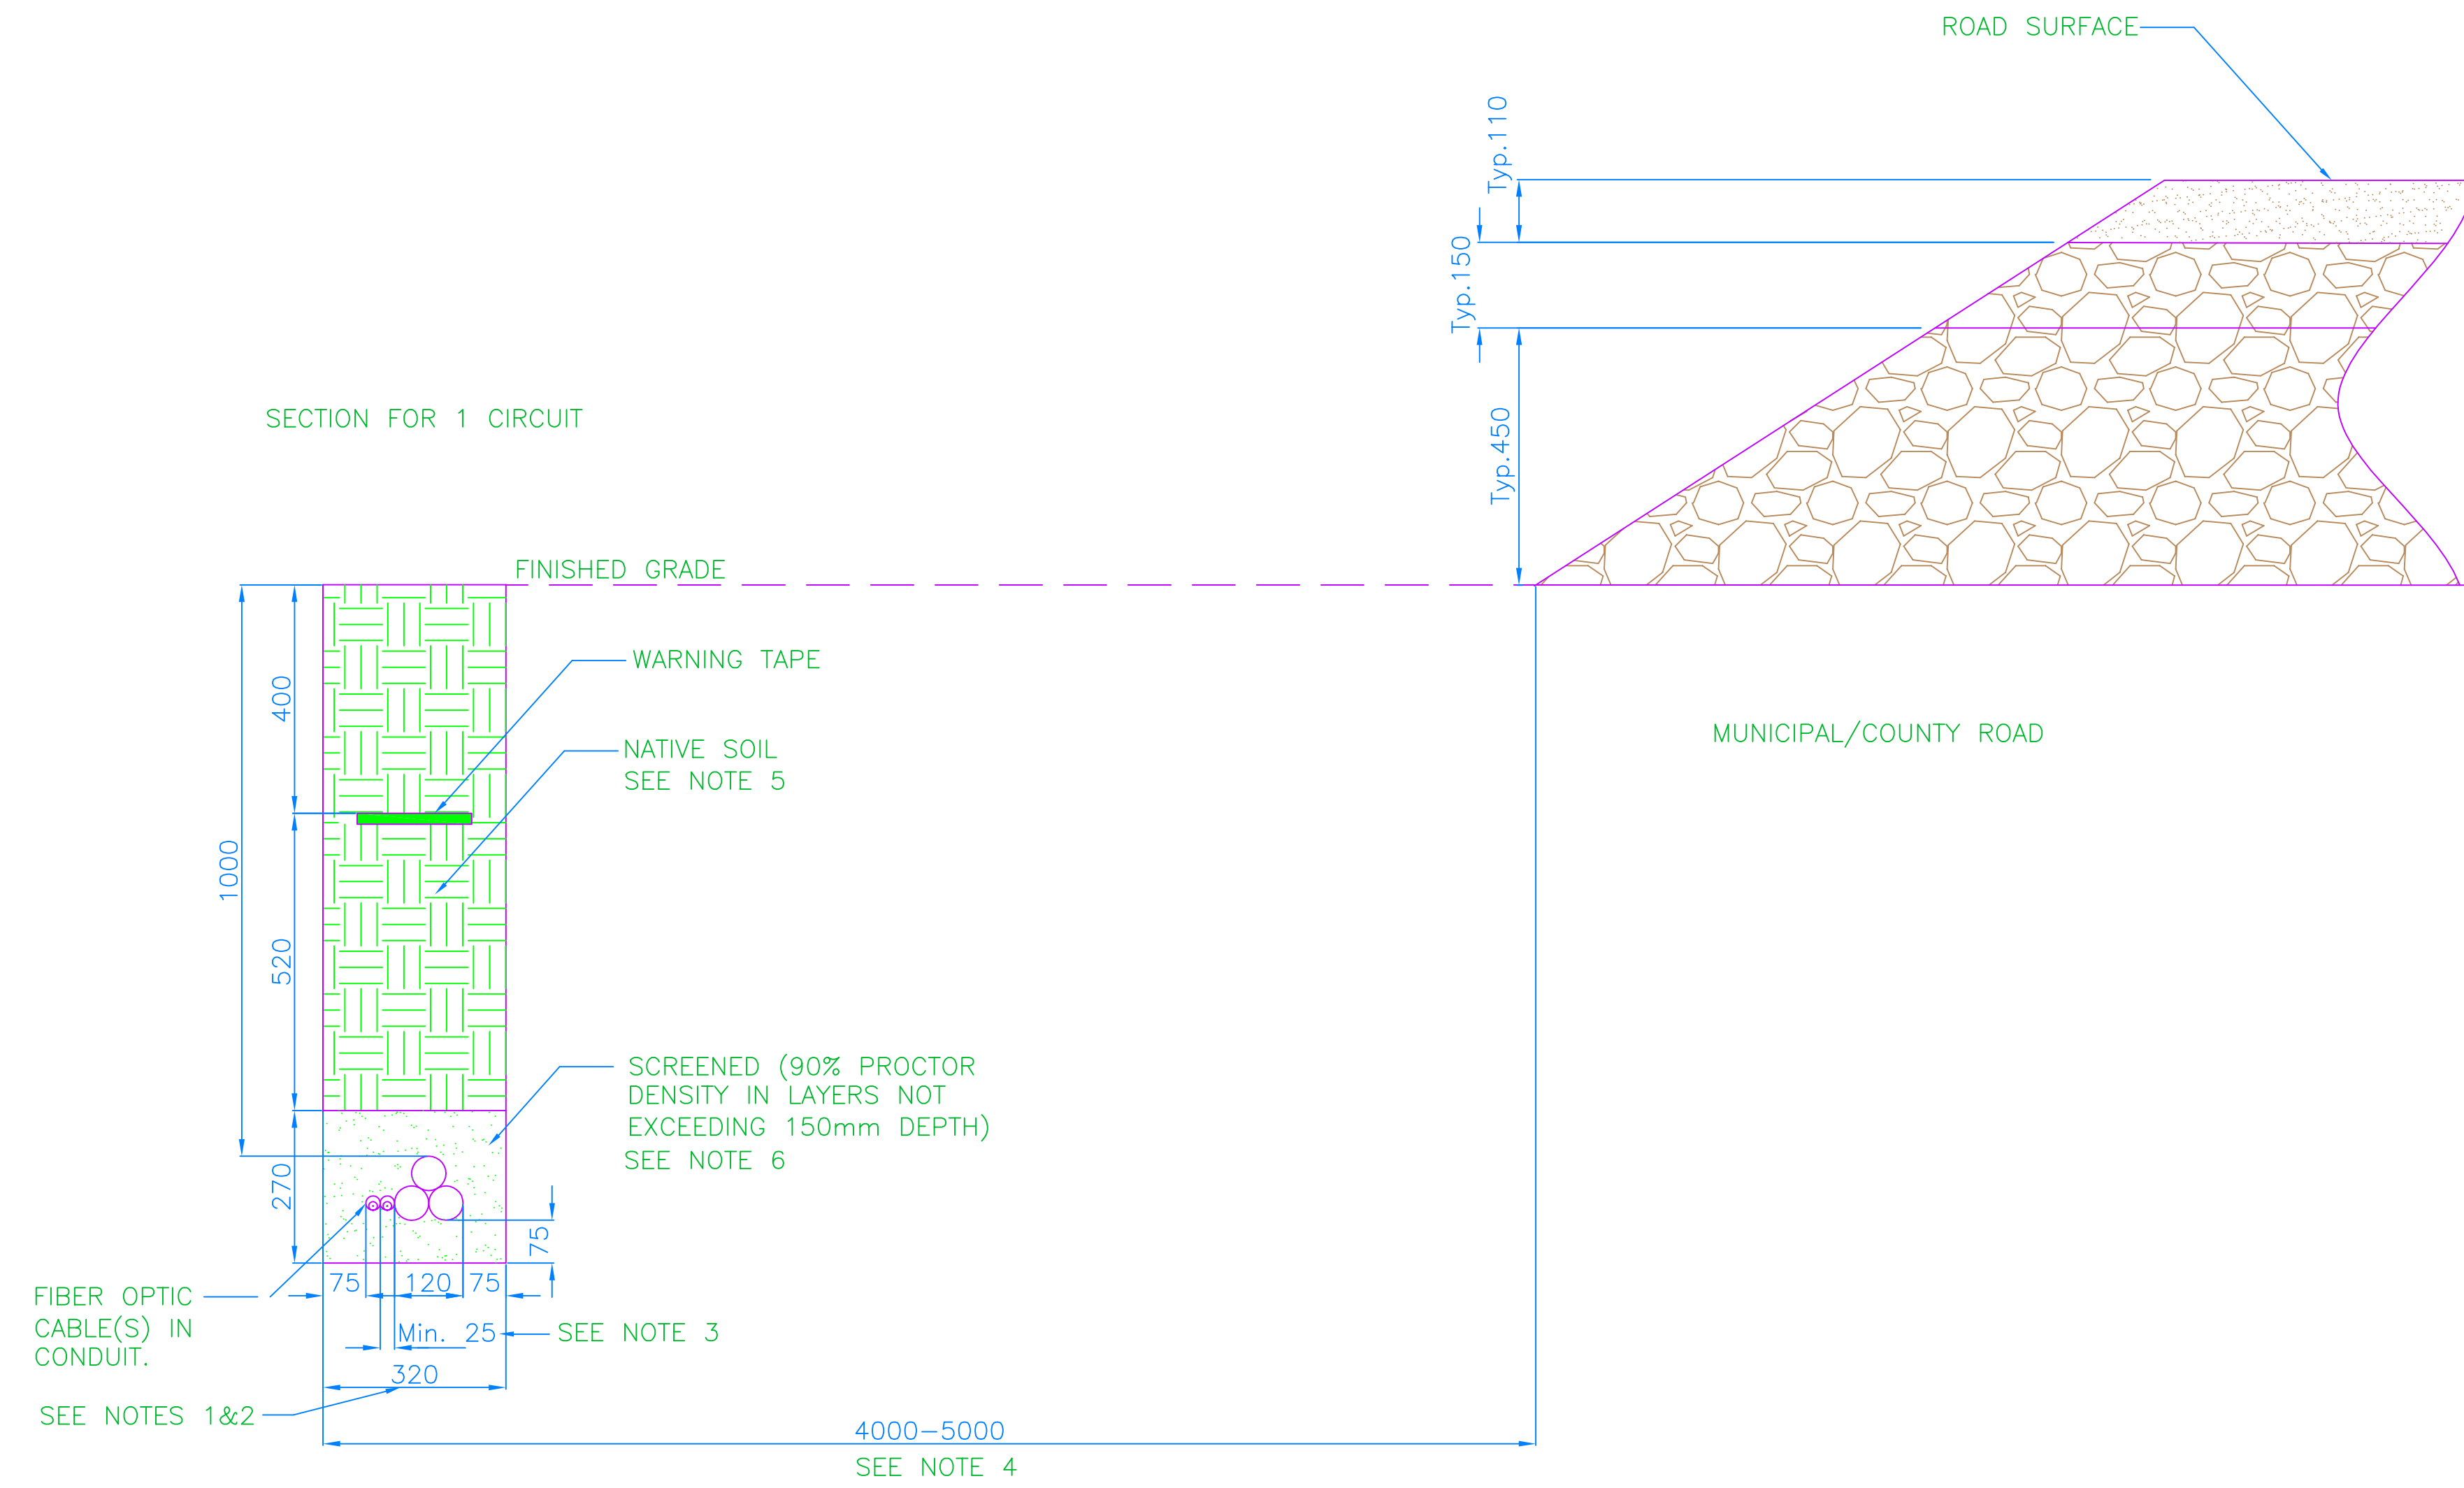 ROAD SURFACE
Typ.110
Typ.150
Typ.450
SECTION FOR 1 CIRCUIT
FINISHED GRADE
WARNING TAPE
400
NATIVE SOIL
SEE NOTE 5
MUNICIPAL/COUNTY ROAD
1000
520
SCREENED (90% PROCTOR
DENSITY IN LAYERS NOT
EXCEEDING 150mm DEPTH)
SEE NOTE 6
270
75
75 120 75
FIBER OPTIC
CABLE(S) IN
CONDUIT.
Min. 25
SEE NOTE 3
320
SEE NOTES 1&2
4000-5000
SEE NOTE 4